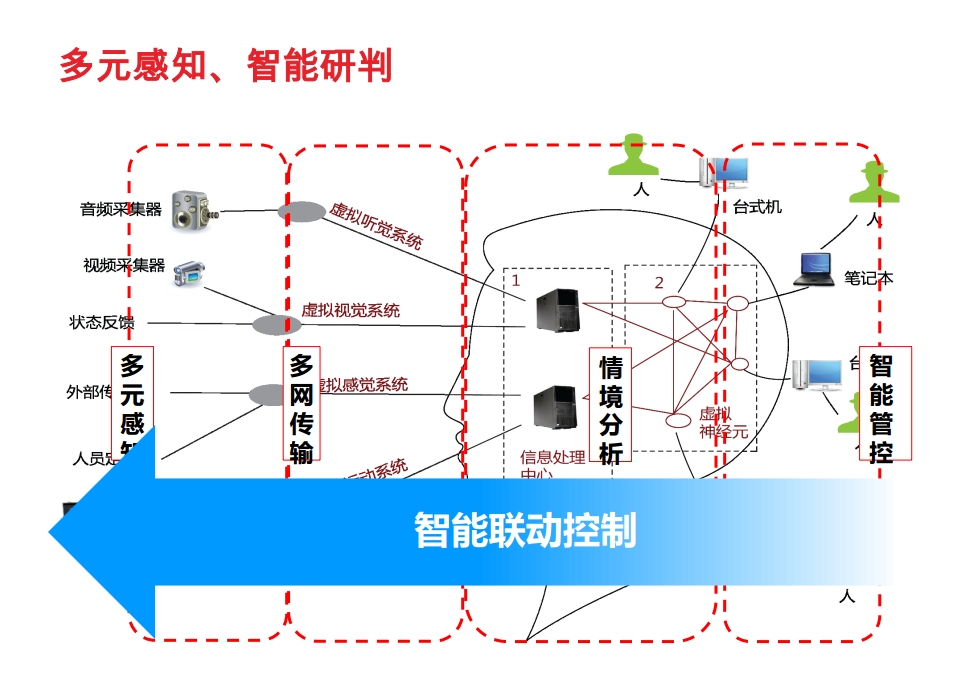 多元感知、智能研判
人
台式机
音频采集器
虚拟听觉系统
人
视频采集器
笔记本
1
2
状态反馈
虚拟视觉系统
多元感知
多网传输
情境分析
智能管控
外部传
虚拟感觉系统
台
虚拟
神经元
人员定
动系统
信息处理
中心
智能联动控制
人